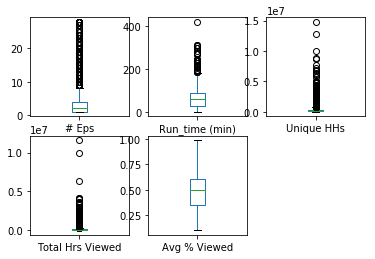 20
10
0
# Eps
400
200
0
Run_time (min)
1e7
1.5
1.0
0.5
0.0
Unique HHs
1e7
1.0
0.5
0.0
Total Hrs Viewed
1.00
0.75
0.50
0.25
Avg % Viewed